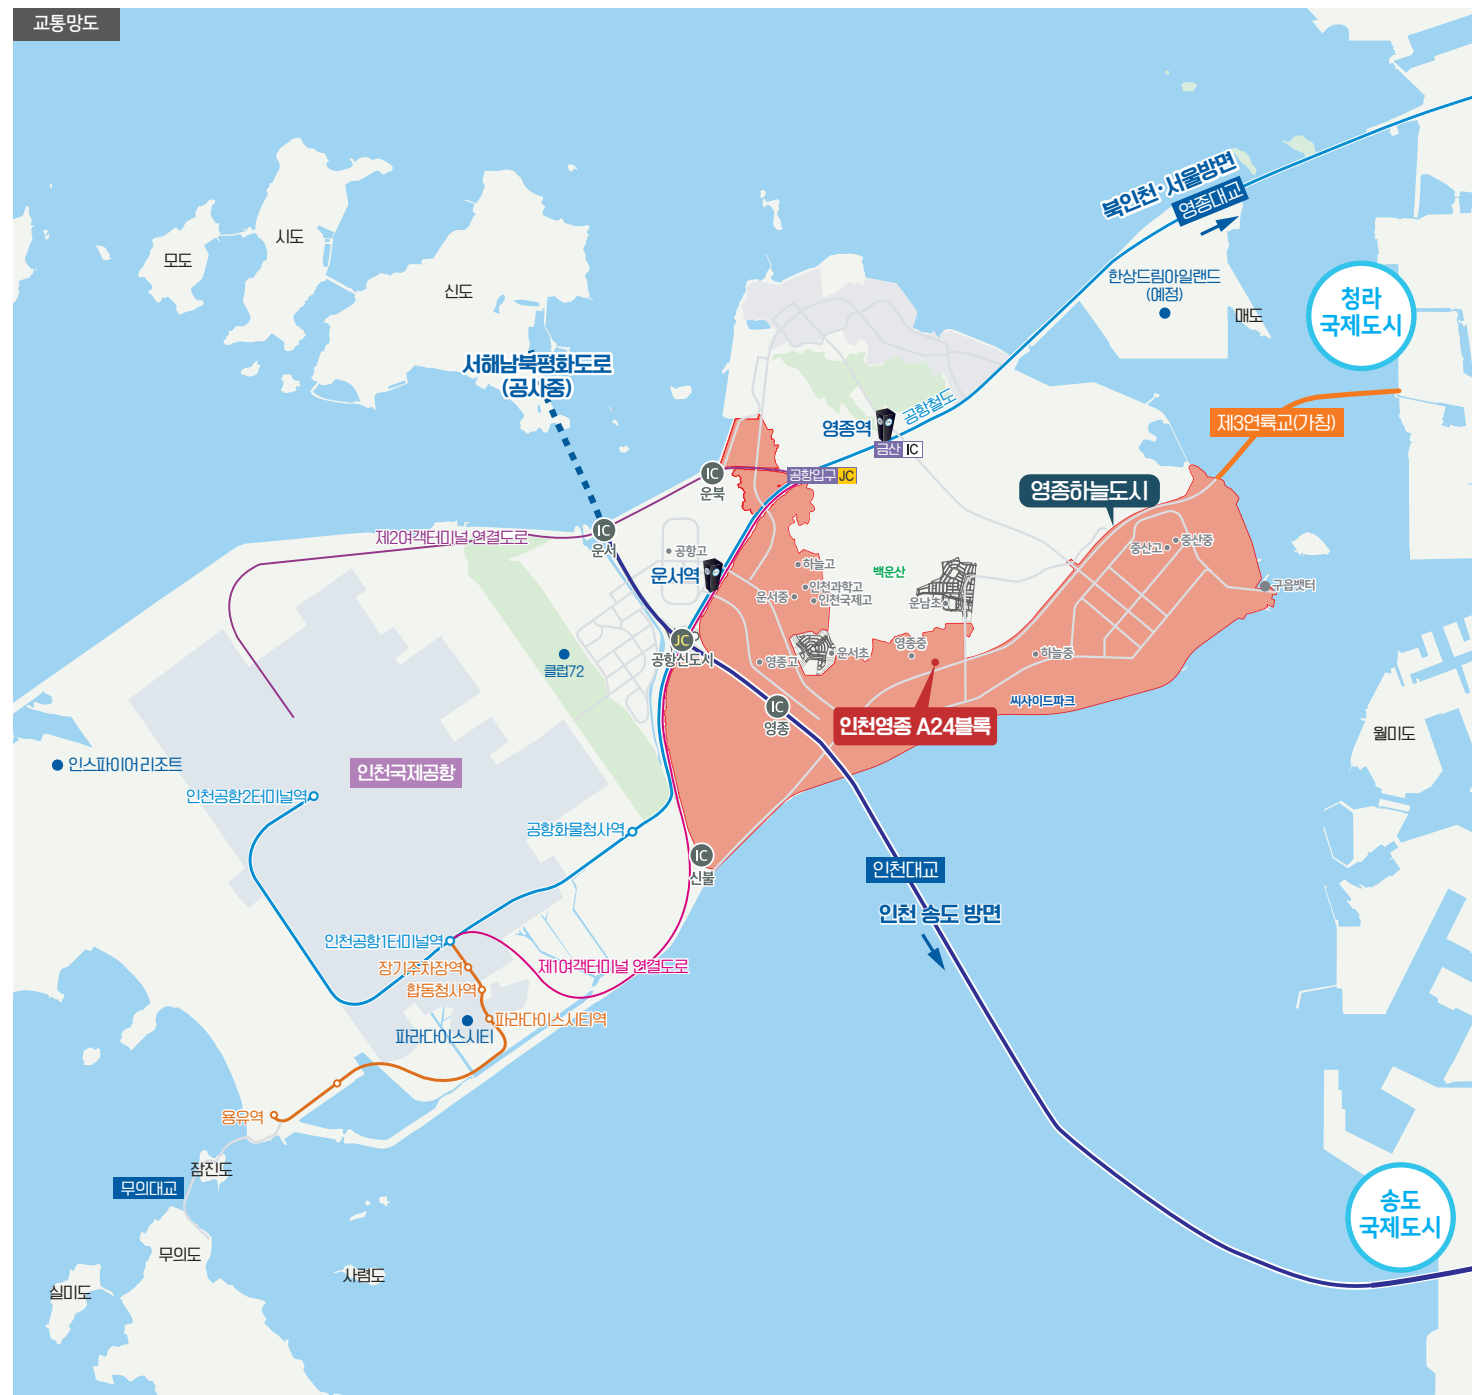 교통망도
북인천·서울방면
영종대교
시도
모도
신도
한상드림아일랜드
(예정)
매도
청라
국제도시
서해남북평화도로
(공사중)
공항철도
제3연륙교(가칭)
영종역
금산 IC
공항입구 JC
IC
운북
영종하늘도시
제2여객터미널 연결도로
IC
운서
공항고
중산고
중산중
운서역
하늘고
백운산
인천과학고
운서중
인천국제고
운남초
구읍뱃터
JC
공항신도시
클럽72
영종고
운서초
영종중
하늘중
씨사이드파크
IC
영종
인천영종 A24블록
월미도
인스파이어리조트
인천국제공항
인천공항2터미널역
공항화물청사역
IC
신불
인천대교
인천 송도 방면
인천공항1터미널역
제1여객터미널 연결도로
장기주차장역
합동청사역
파라다이스시티역
파라다이스시티
용유역
잠진도
무의대교
송도
국제도시
무의도
사렴도
실미도